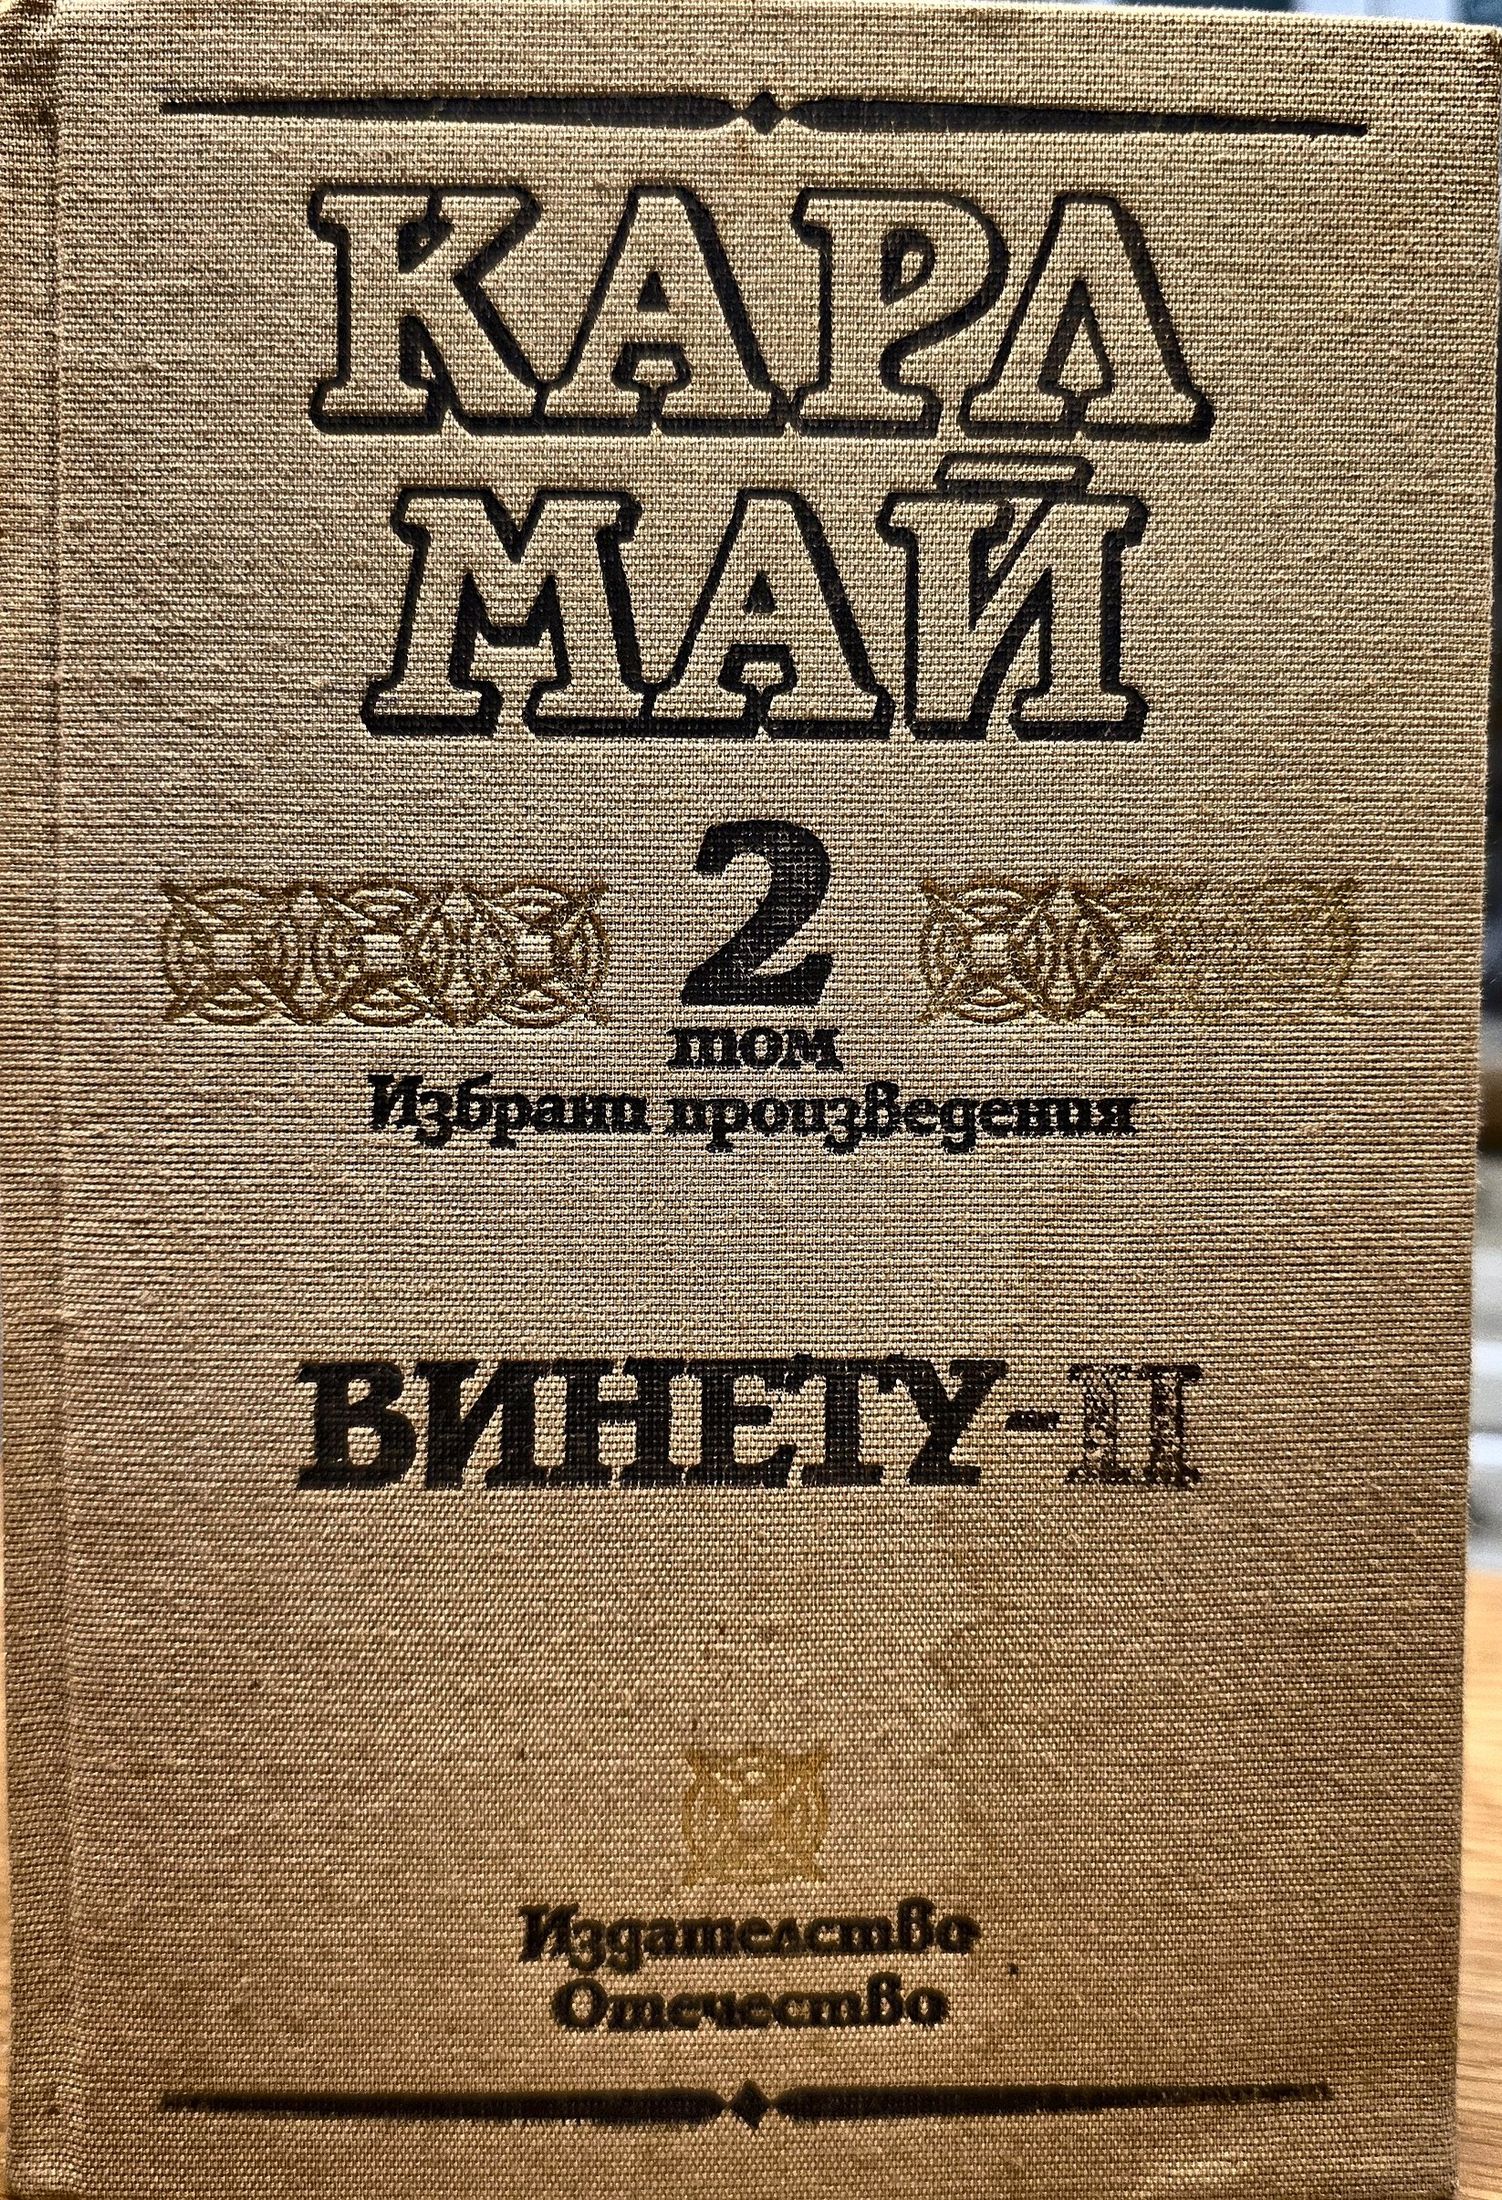 КАРЛ
МАЙ
2
том
Избрани произведения
ВИНЕТУ-II
Издателство
Отечество